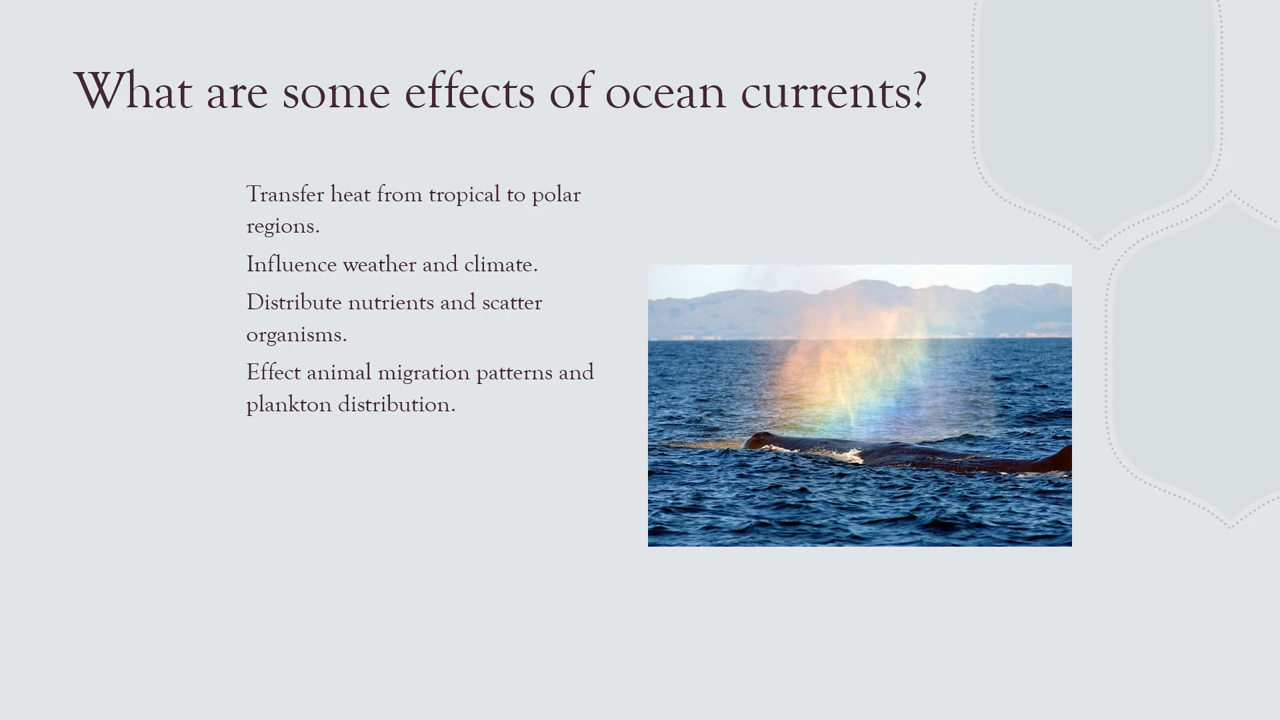 What are some effects of ocean currents?
Transfer heat from tropical to polar
regions.
Influence weather and climate.
Distribute nutrients and scatter
organisms.
Effect animal migration patterns and
plankton distribution.